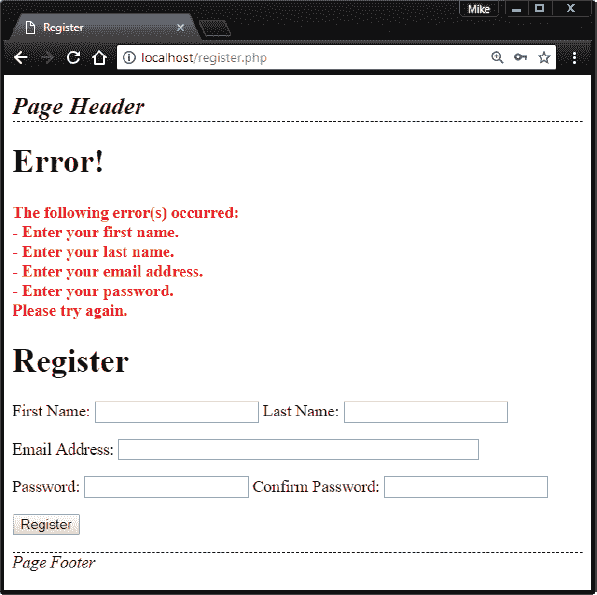 Mike
Register
localhost/register.php
Page Header
Error!
The following error(s) occurred:
- Enter your first name.
- Enter your last name.
- Enter your email address.
- Enter your password.
Please try again.
Register
First Name: Last Name:
Email Address:
Password: Confirm Password:
Register
Page Footer